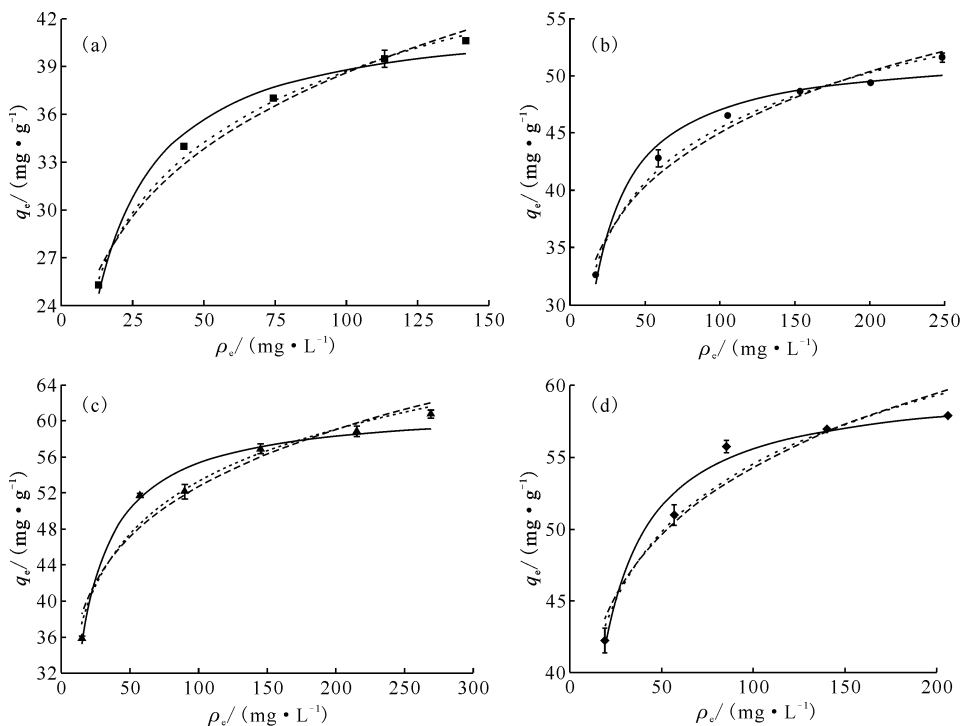 (a)
42
39
36
33
30
27
24
qₑ/(mg•g⁻¹)
0 25 50 75 100 125 150
ρₑ/(mg•L⁻¹)
(b)
55
50
45
40
35
30
qₑ/(mg•g⁻¹)
0 50 100 150 200 250
ρₑ/(mg•L⁻¹)
(c)
64
60
56
52
48
44
40
36
32
qₑ/(mg•g⁻¹)
0 50 100 150 200 250 300
ρₑ/(mg•L⁻¹)
(d)
60
55
50
45
40
qₑ/(mg•g⁻¹)
0 50 100 150 200
ρₑ/(mg•L⁻¹)